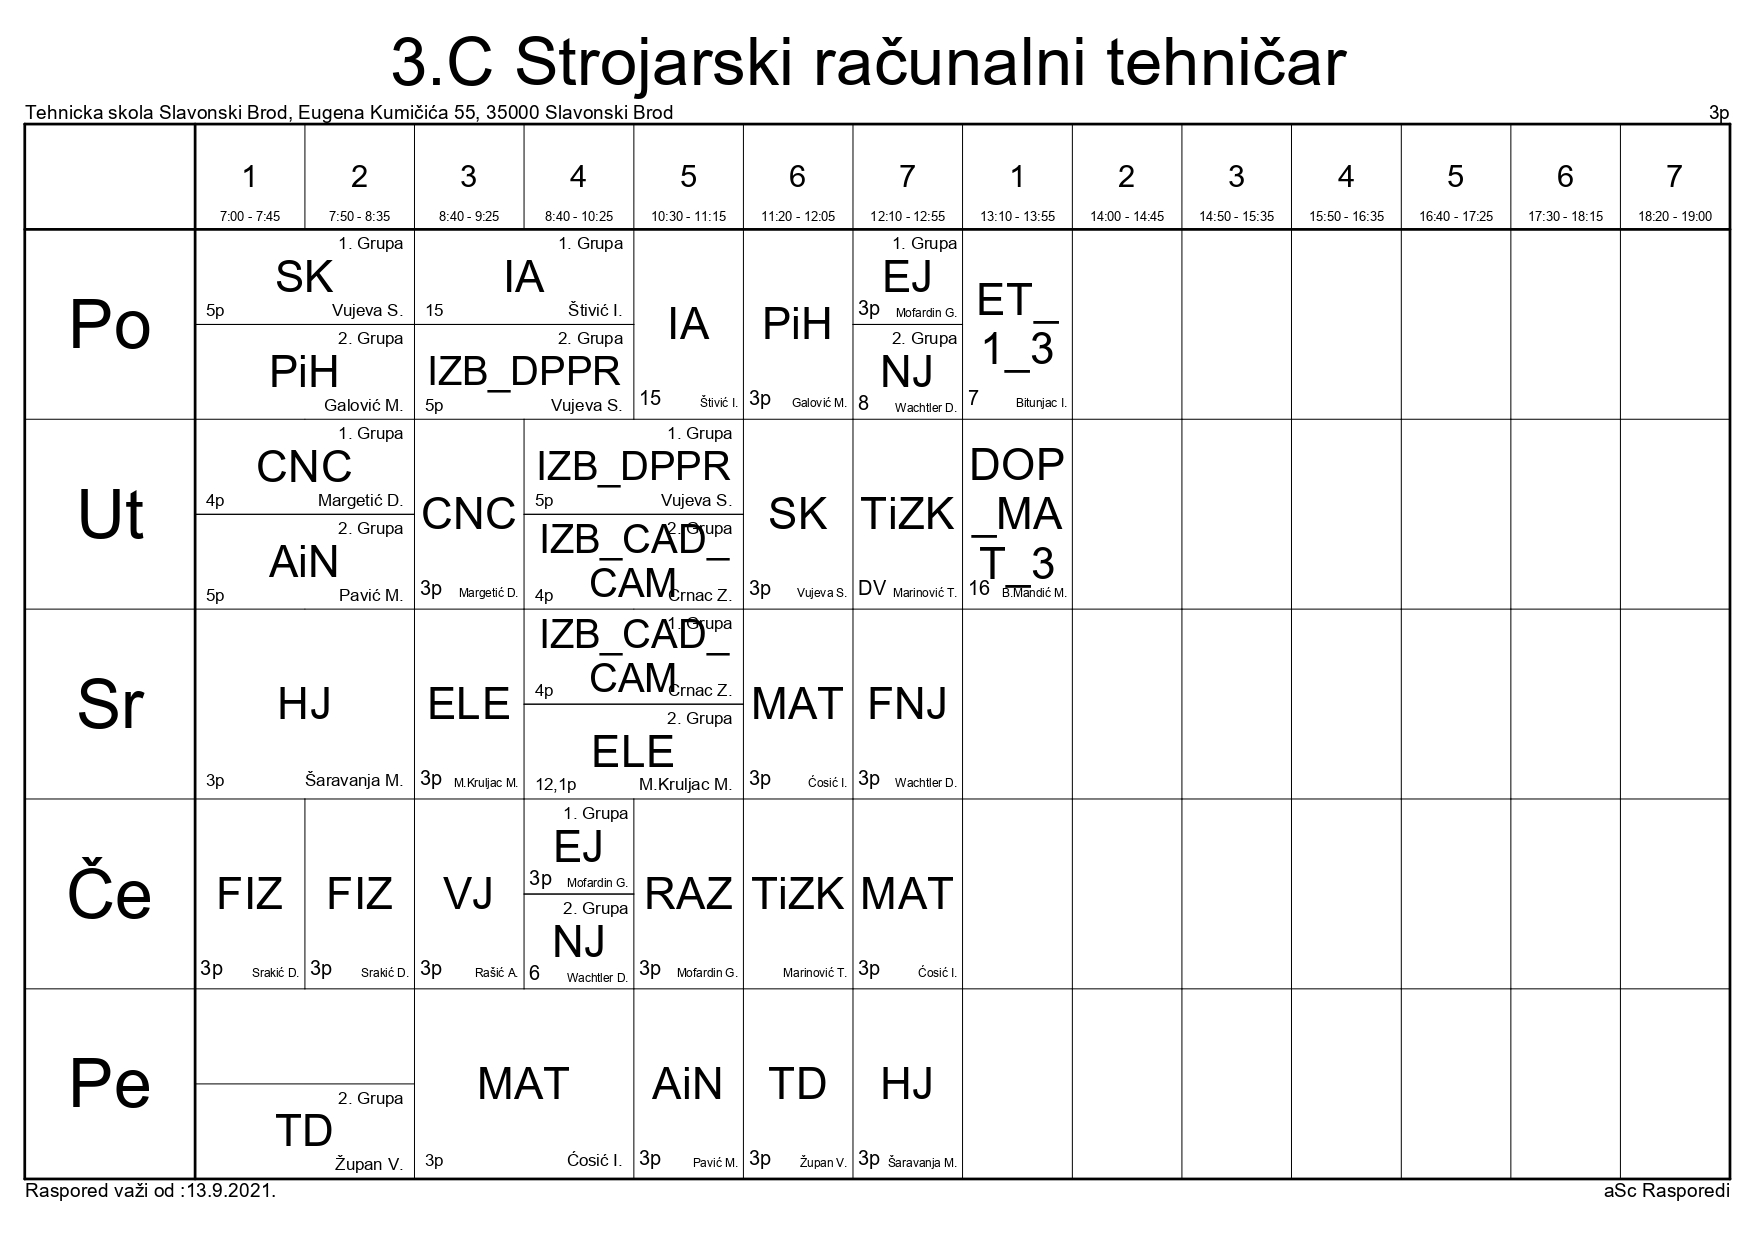 3.C Strojarski računalni tehničar
Tehnicka skola Slavonski Brod, Eugena Kumičića 55, 35000 Slavonski Brod
3p
1
2
3
4
5
6
7
1
2
3
4
5
6
7
7:00 - 7:45
7:50 - 8:35
8:40 - 9:25
8:40 - 10:25
10:30 - 11:15
11:20 - 12:05
12:10 - 12:55
13:10 - 13:55
14:00 - 14:45
14:50 - 15:35
15:50 - 16:35
16:40 - 17:25
17:30 - 18:15
18:20 - 19:00
Po
1. Grupa
SK
5p Vujeva S.
2. Grupa
PiH
Galović M.
1. Grupa
IA
15 Štivić I.
2. Grupa
IZB_DPPR
5p Vujeva S.
IA
15 Štivić I.
PiH
3p Galović M.
1. Grupa
EJ
3p Mofardin G.
2. Grupa
NJ
8 Wachtler D.
ET_
1_3
7 Bitunjac I.
Ut
1. Grupa
CNC
4p Margetić D.
2. Grupa
AiN
5p Pavić M.
CNC
3p Margetić D.
1. Grupa
IZB_DPPR
5p Vujeva S.
2. Grupa
IZB_CAD_
CAM
4p Crnac Z.
SK
3p Vujeva S.
TiZK
DV Marinović T.
DOP
_MA
T_3
16 B.Mandić M.
Sr
HJ
3p Šaravanja M.
ELE
3p M.Kruljac M.
1. Grupa
IZB_CAD_
CAM
4p Crnac Z.
2. Grupa
ELE
12,1p M.Kruljac M.
MAT
3p Ćosić I.
FNJ
3p Wachtler D.
Če
FIZ
3p Srakić D.
FIZ
3p Srakić D.
VJ
3p Rašić A.
1. Grupa
EJ
3p Mofardin G.
2. Grupa
NJ
6 Wachtler D.
RAZ
3p Mofardin G.
TiZK
Marinović T.
MAT
3p Ćosić I.
Pe
2. Grupa
TD
Župan V.
MAT
3p Ćosić I.
AiN
3p Pavić M.
TD
3p Župan V.
HJ
3p Šaravanja M.
Raspored važi od :13.9.2021.
aSc Rasporedi